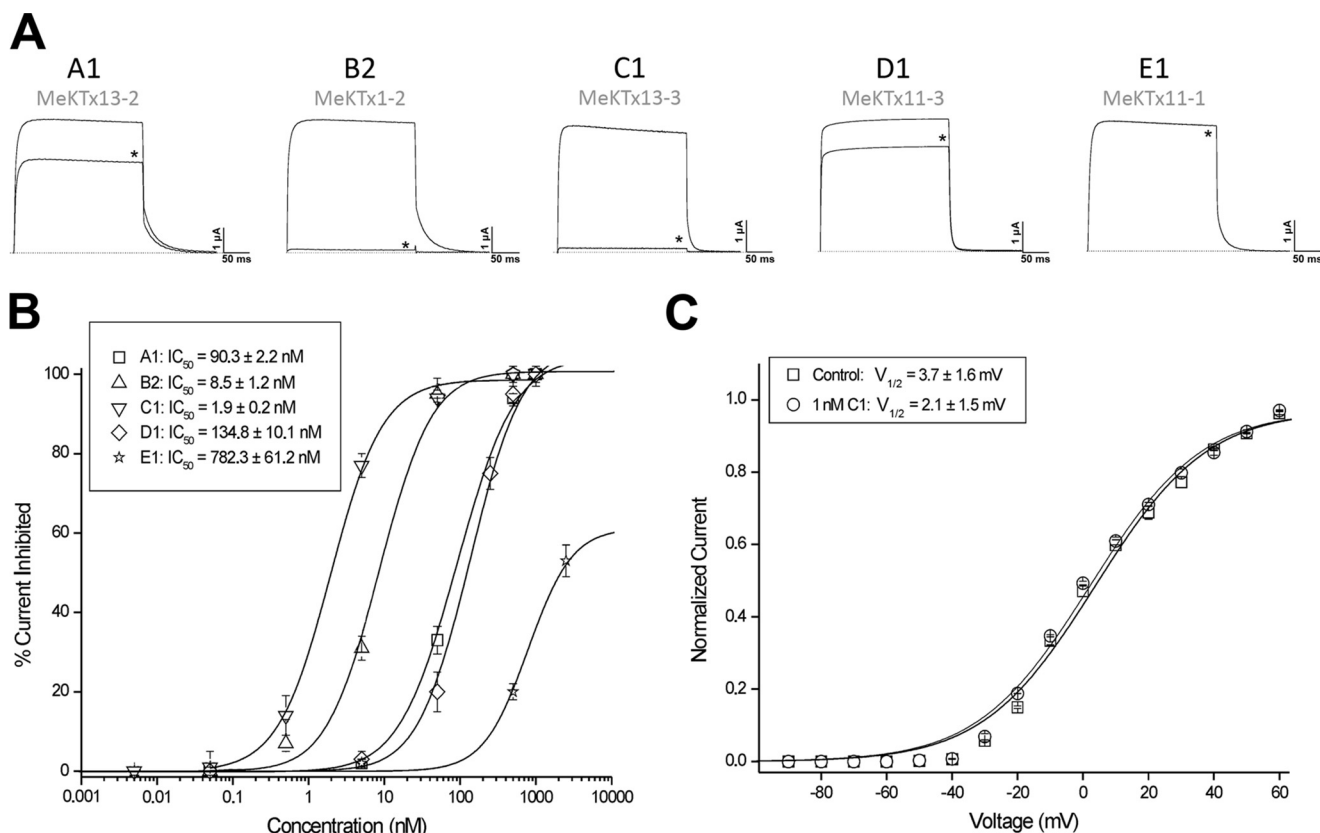 A
A1 B2 C1 D1 E1
MeKTx13-2 MeKTx1-2 MeKTx13-3 MeKTx11-3 MeKTx11-1
* * * * *
1 µA 1 µA 1 µA 1 µA 1 µA
50 ms 50 ms 50 ms 50 ms 50 ms
B
A1: IC50 = 90.3 ± 2.2 nM
B2: IC50 = 8.5 ± 1.2 nM
C1: IC50 = 1.9 ± 0.2 nM
D1: IC50 = 134.8 ± 10.1 nM
E1: IC50 = 782.3 ± 61.2 nM
% Current Inhibited
100
80
60
40
20
0
0.001 0.01 0.1 1 10 100 1000 10000
Concentration (nM)
C
Control: V1/2 = 3.7 ± 1.6 mV
1 nM C1: V1/2 = 2.1 ± 1.5 mV
Normalized Current
1.0
0.8
0.6
0.4
0.2
0.0
-80 -60 -40 -20 0 20 40 60
Voltage (mV)